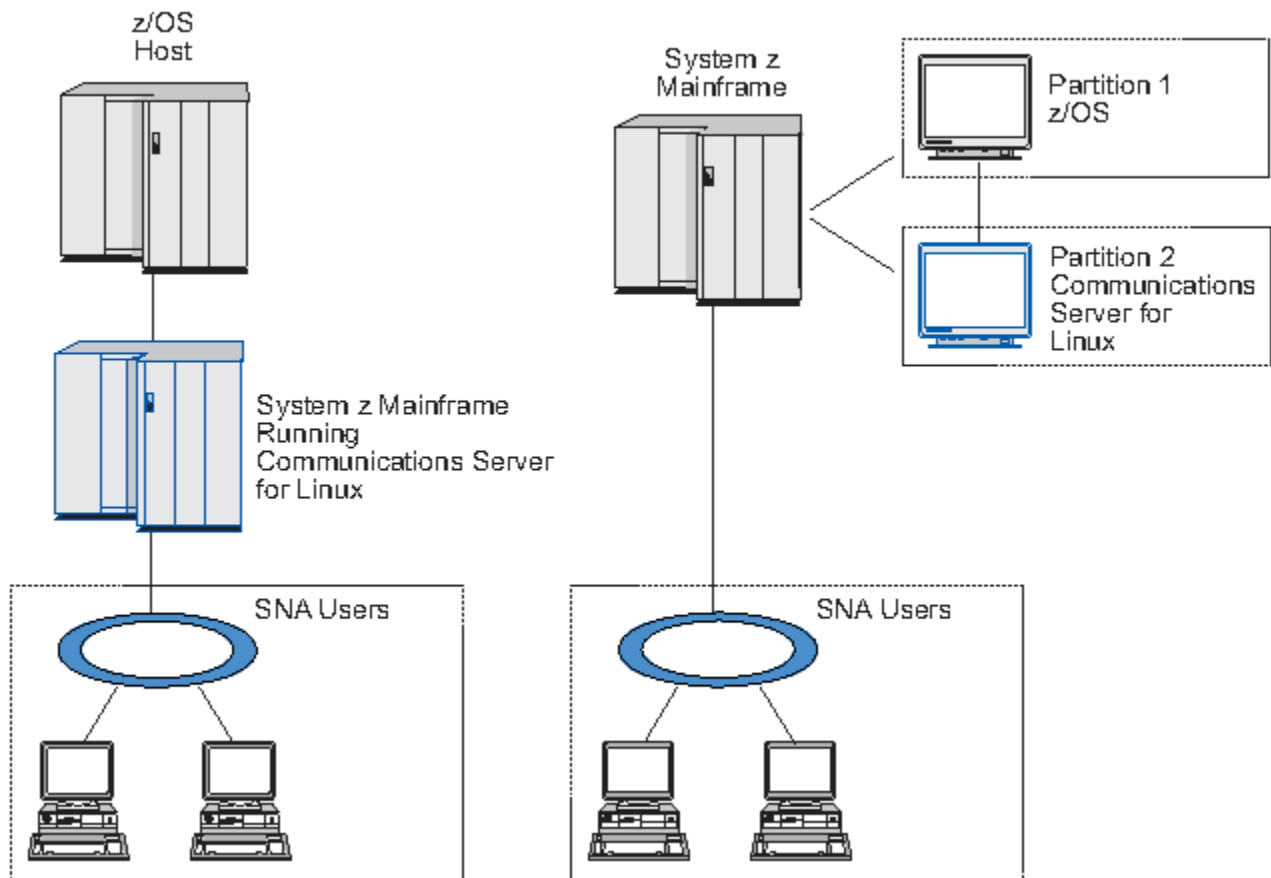 z/OS
Host
System z Mainframe
Running
Communications Server
for Linux
SNA Users
System z
Mainframe
Partition 1
z/OS
Partition 2
Communications
Server for
Linux
SNA Users